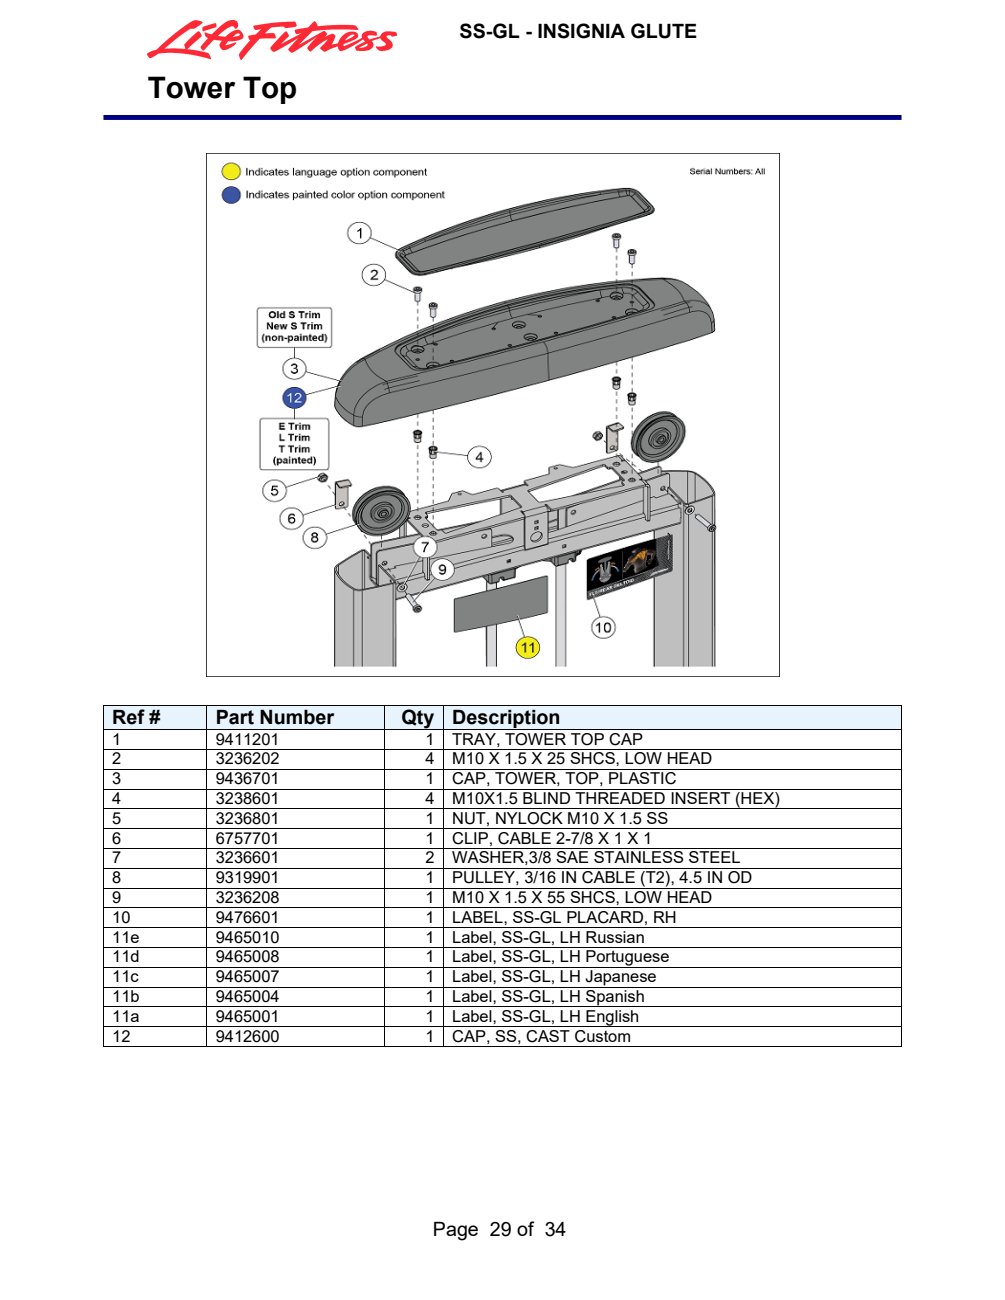 Life Fitness
SS-GL - INSIGNIA GLUTE
Tower Top
Indicates language option component
Serial Numbers: All
Indicates painted color option component
1
2
Old S Trim
New S Trim
(non-painted)
3
12
E Trim
L Trim
T Trim
(painted)
4
5
6
8
7
9
10
11
Ref # Part Number Qty Description
1 9411201 1 TRAY, TOWER TOP CAP
2 3236202 4 M10 X 1.5 X 25 SHCS, LOW HEAD
3 9436701 1 CAP, TOWER, TOP, PLASTIC
4 3238601 4 M10X1.5 BLIND THREADED INSERT (HEX)
5 3236801 1 NUT, NYLOCK M10 X 1.5 SS
6 6757701 1 CLIP, CABLE 2-7/8 X 1 X 1
7 3236601 2 WASHER,3/8 SAE STAINLESS STEEL
8 9319901 1 PULLEY, 3/16 IN CABLE (T2), 4.5 IN OD
9 3236208 1 M10 X 1.5 X 55 SHCS, LOW HEAD
10 9476601 1 LABEL, SS-GL PLACARD, RH
11e 9465010 1 Label, SS-GL, LH Russian
11d 9465008 1 Label, SS-GL, LH Portuguese
11c 9465007 1 Label, SS-GL, LH Japanese
11b 9465004 1 Label, SS-GL, LH Spanish
11a 9465001 1 Label, SS-GL, LH English
12 9412600 1 CAP, SS, CAST Custom
Page 29 of 34